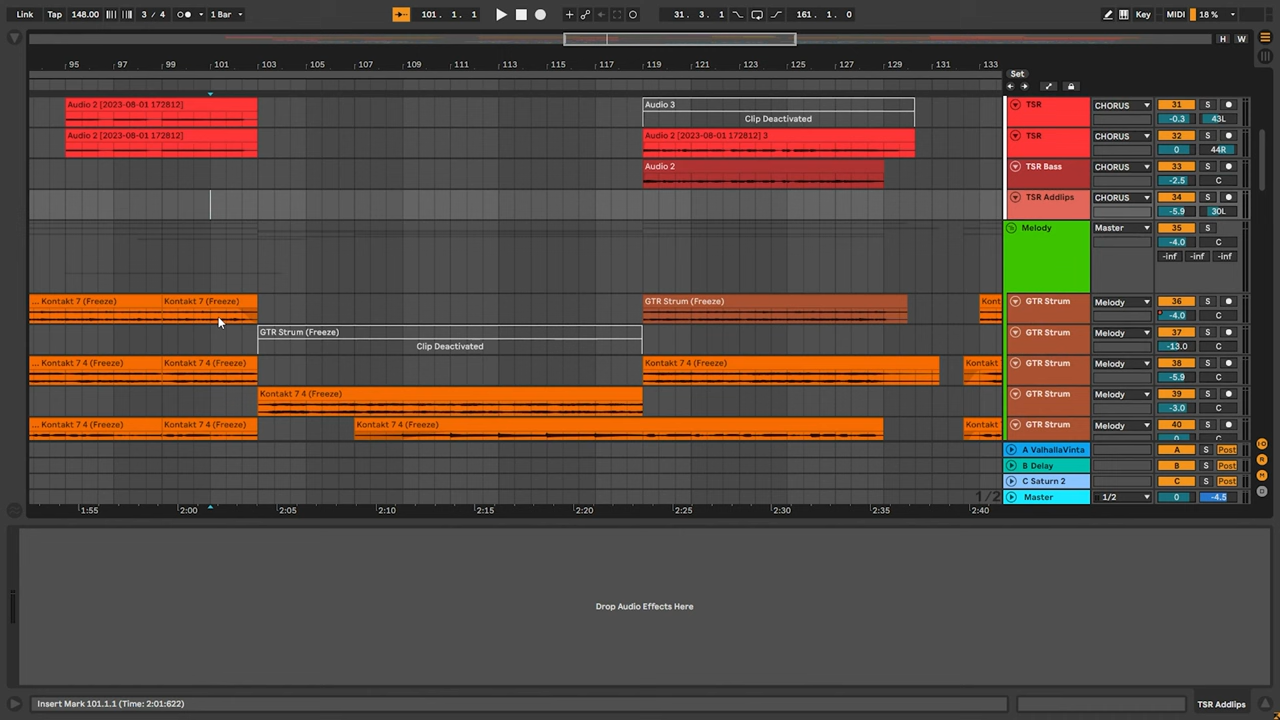 Link Tap 148.00 3 / 4 1 Bar 101. 1. 1 31. 3. 1 161. 1. 0 Key MIDI 18 %
H W
95 97 99 101 103 105 107 109 111 113 115 117 119 121 123 125 127 129 131 133
Set
Audio 2 [2023-08-01 172812] Audio 3 TSR CHORUS 31 S
Clip Deactivated -0.3 43L
Audio 2 [2023-08-01 172812] Audio 2 [2023-08-01 172812] 3 TSR CHORUS 32 S
0 44R
Audio 2 TSR Bass CHORUS 33 S
-2.5 C
TSR Addlips CHORUS 34 S
-5.9 30L
Melody Master 35 S
-4.0 C
-inf -inf -inf
... Kontakt 7 (Freeze) Kontakt 7 (Freeze) GTR Strum (Freeze) Kont GTR Strum Melody 36 S
-4.0 C
GTR Strum (Freeze) GTR Strum Melody 37 S
Clip Deactivated -13.0 C
... Kontakt 7 4 (Freeze) Kontakt 7 4 (Freeze) Kontakt 7 4 (Freeze) Kontakt GTR Strum Melody 38 S
-5.9 C
Kontakt 7 4 (Freeze) GTR Strum Melody 39 S
-3.0 C
... Kontakt 7 4 (Freeze) Kontakt 7 4 (Freeze) Kontakt 7 4 (Freeze) Kontakt GTR Strum Melody 40 S
0 C
A ValhallaVinta A S Post
B Delay B S Post
C Saturn 2 C S Post
1/2 Master 1/2 0 -4.5
1:55 2:00 2:05 2:10 2:15 2:20 2:25 2:30 2:35 2:40
Drop Audio Effects Here
Insert Mark 101.1.1 (Time: 2:01:622) TSR Addlips